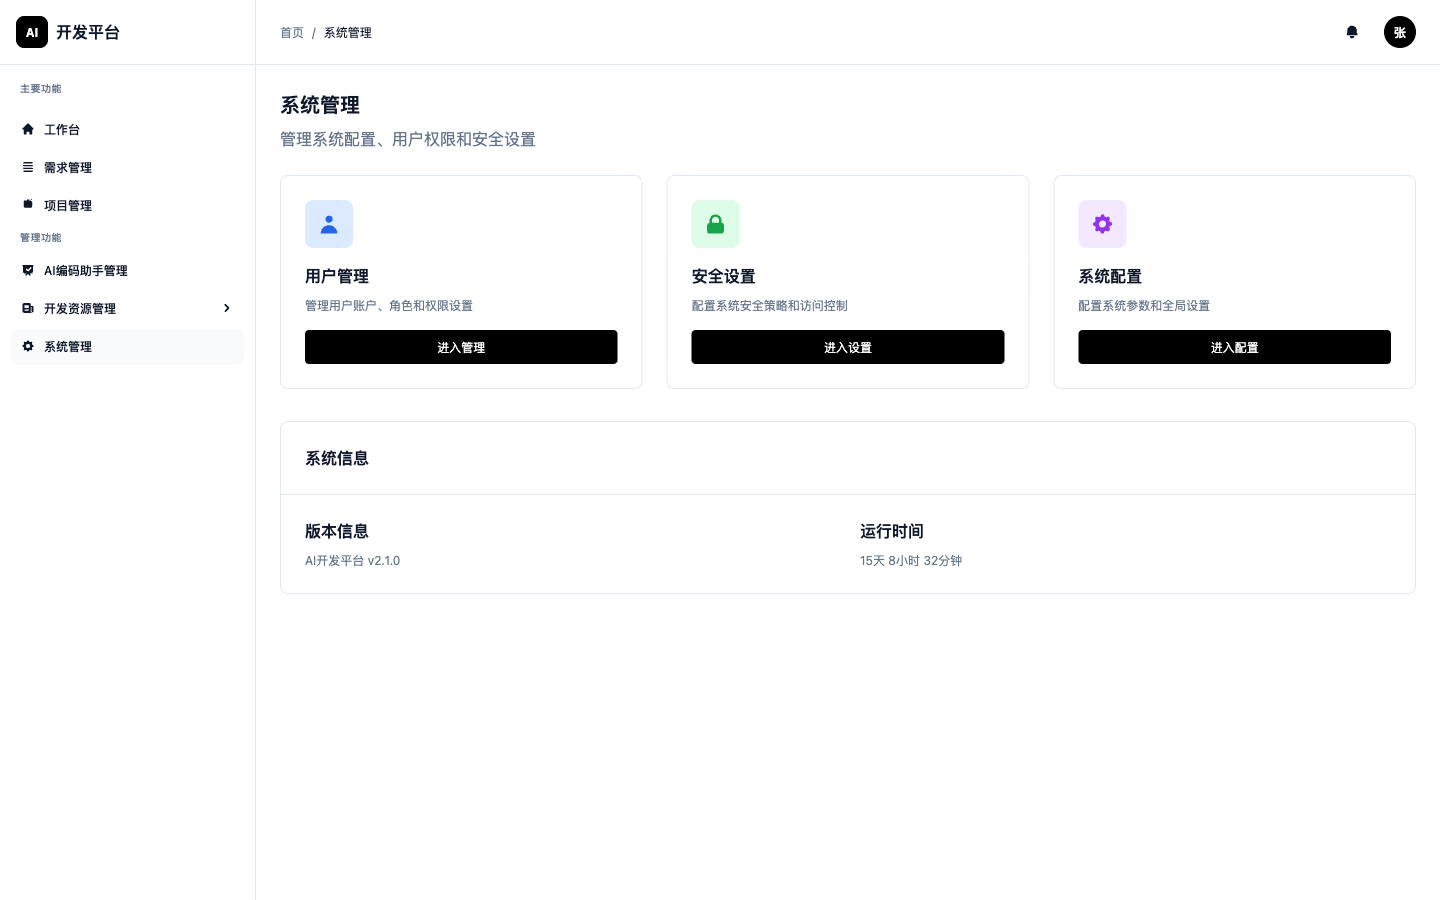 AI
开发平台
首页 / 系统管理
张
主要功能
工作台
需求管理
项目管理
管理功能
AI编码助手管理
开发资源管理
系统管理
系统管理
管理系统配置、用户权限和安全设置
用户管理
管理用户账户、角色和权限设置
进入管理
安全设置
配置系统安全策略和访问控制
进入设置
系统配置
配置系统参数和全局设置
进入配置
系统信息
版本信息
AI开发平台 v2.1.0
运行时间
15天 8小时 32分钟